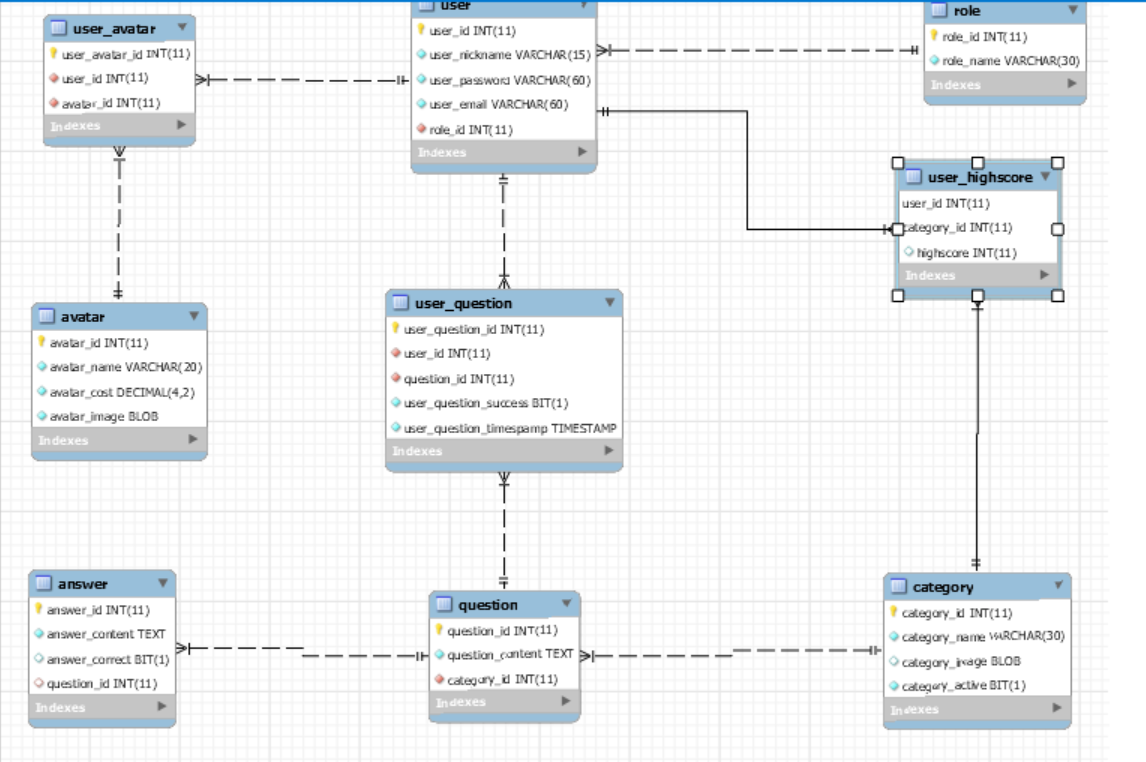 user_avatar
user_avatar_id INT(11)
user_id INT(11)
avatar_id INT(11)
Indexes
user
user_id INT(11)
user_nickname VARCHAR(15)
user_password VARCHAR(60)
user_email VARCHAR(60)
role_id INT(11)
Indexes
role
role_id INT(11)
role_name VARCHAR(30)
Indexes
user_highscore
user_id INT(11)
category_id INT(11)
highscore INT(11)
Indexes
avatar
avatar_id INT(11)
avatar_name VARCHAR(20)
avatar_cost DECIMAL(4,2)
avatar_image BLOB
Indexes
user_question
user_question_id INT(11)
user_id INT(11)
question_id INT(11)
user_question_success BIT(1)
user_question_timespamp TIMESTAMP
Indexes
answer
answer_id INT(11)
answer_content TEXT
answer_correct BIT(1)
question_id INT(11)
Indexes
question
question_id INT(11)
question_content TEXT
category_id INT(11)
Indexes
category
category_id INT(11)
category_name VARCHAR(30)
category_image BLOB
category_active BIT(1)
Indexes